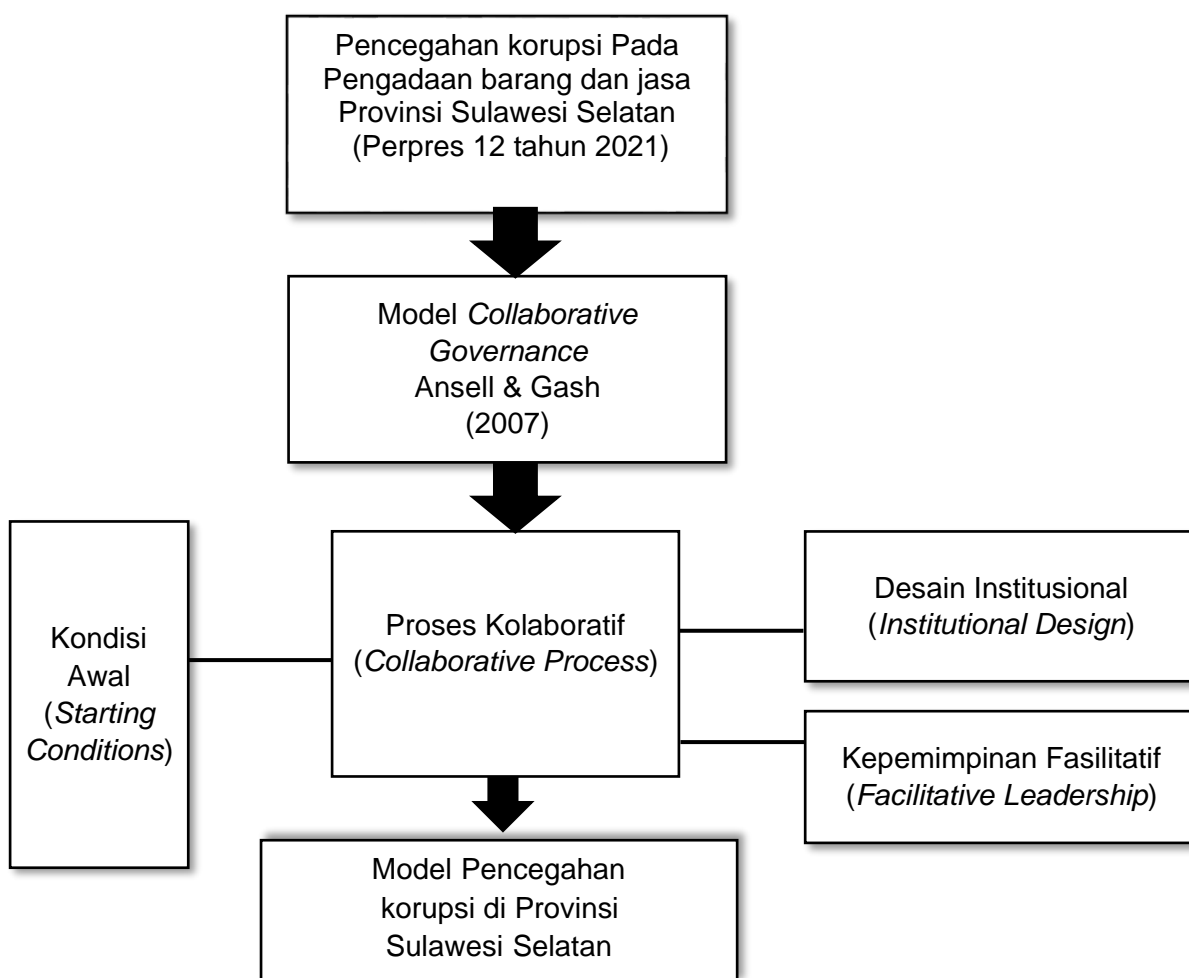 Pencegahan korupsi Pada
Pengadaan barang dan jasa
Provinsi Sulawesi Selatan
(Perpres 12 tahun 2021)
Model Collaborative
Governance
Ansell & Gash
(2007)
Kondisi
Awal
(Starting
Conditions)
Proses Kolaboratif
(Collaborative Process)
Desain Institusional
(Institutional Design)
Kepemimpinan Fasilitatif
(Facilitative Leadership)
Model Pencegahan
korupsi di Provinsi
Sulawesi Selatan